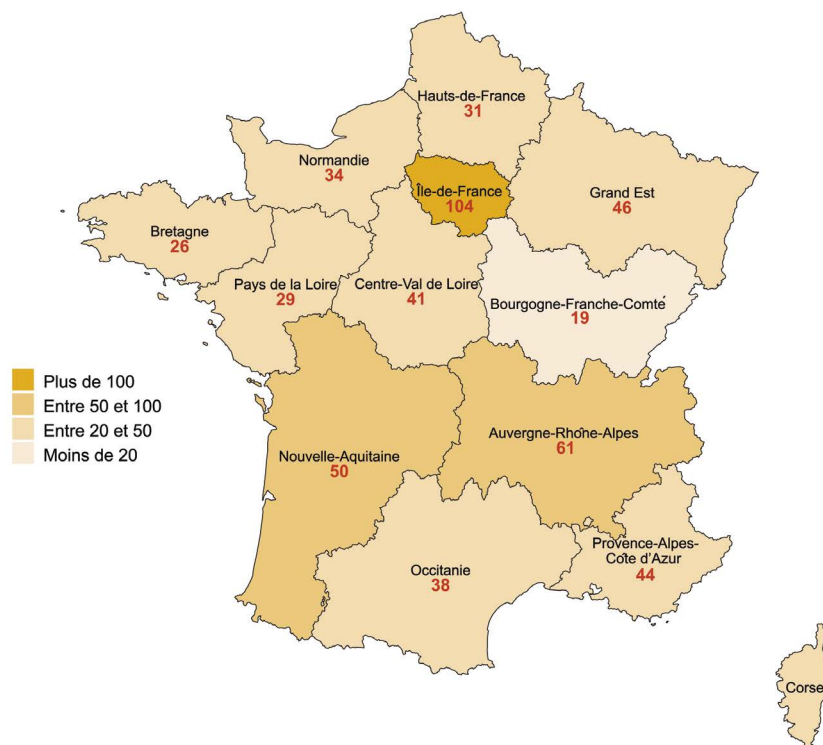 Hauts-de-France
31
Normandie
34
Île-de-France
104
Grand Est
46
Bretagne
26
Pays de la Loire
29
Centre-Val de Loire
41
Bourgogne-Franche-Comté
19
Plus de 100
Entre 50 et 100
Entre 20 et 50
Moins de 20
Nouvelle-Aquitaine
50
Auvergne-Rhône-Alpes
61
Provence-Alpes-
Côte d'Azur
44
Occitanie
38
Corse